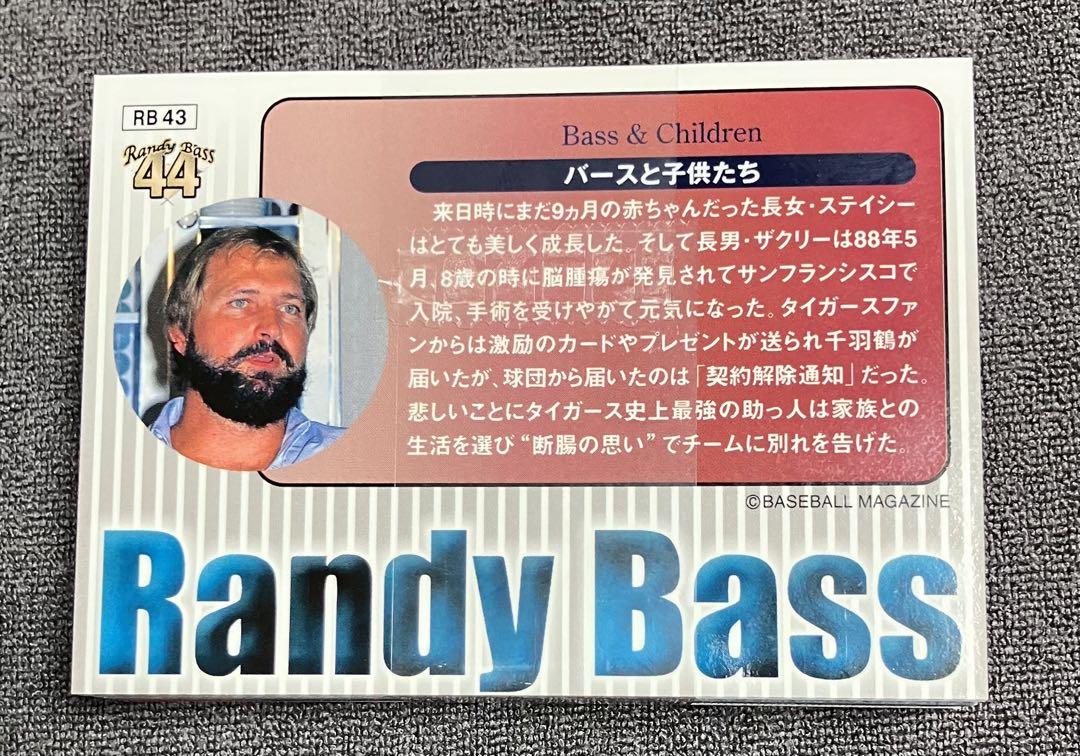 RB 43
Randy Bass
44
Bass & Children
バースと子供たち
来日時にまだ9ヵ月の赤ちゃんだった長女・ステイシー
はとても美しく成長した。そして長男・ザクリーは88年5
月、8歳の時に脳腫瘍が発見されてサンフランシスコで
入院、手術を受けやがて元気になった。タイガースファ
ンからは激励のカードやプレゼントが送られ千羽鶴が
届いたが、球団から届いたのは「契約解除通知」だった。
悲しいことにタイガース史上最強の助っ人は家族との
生活を選び“断腸の思い”でチームに別れを告げた。
©BASEBALL MAGAZINE
Randy Bass